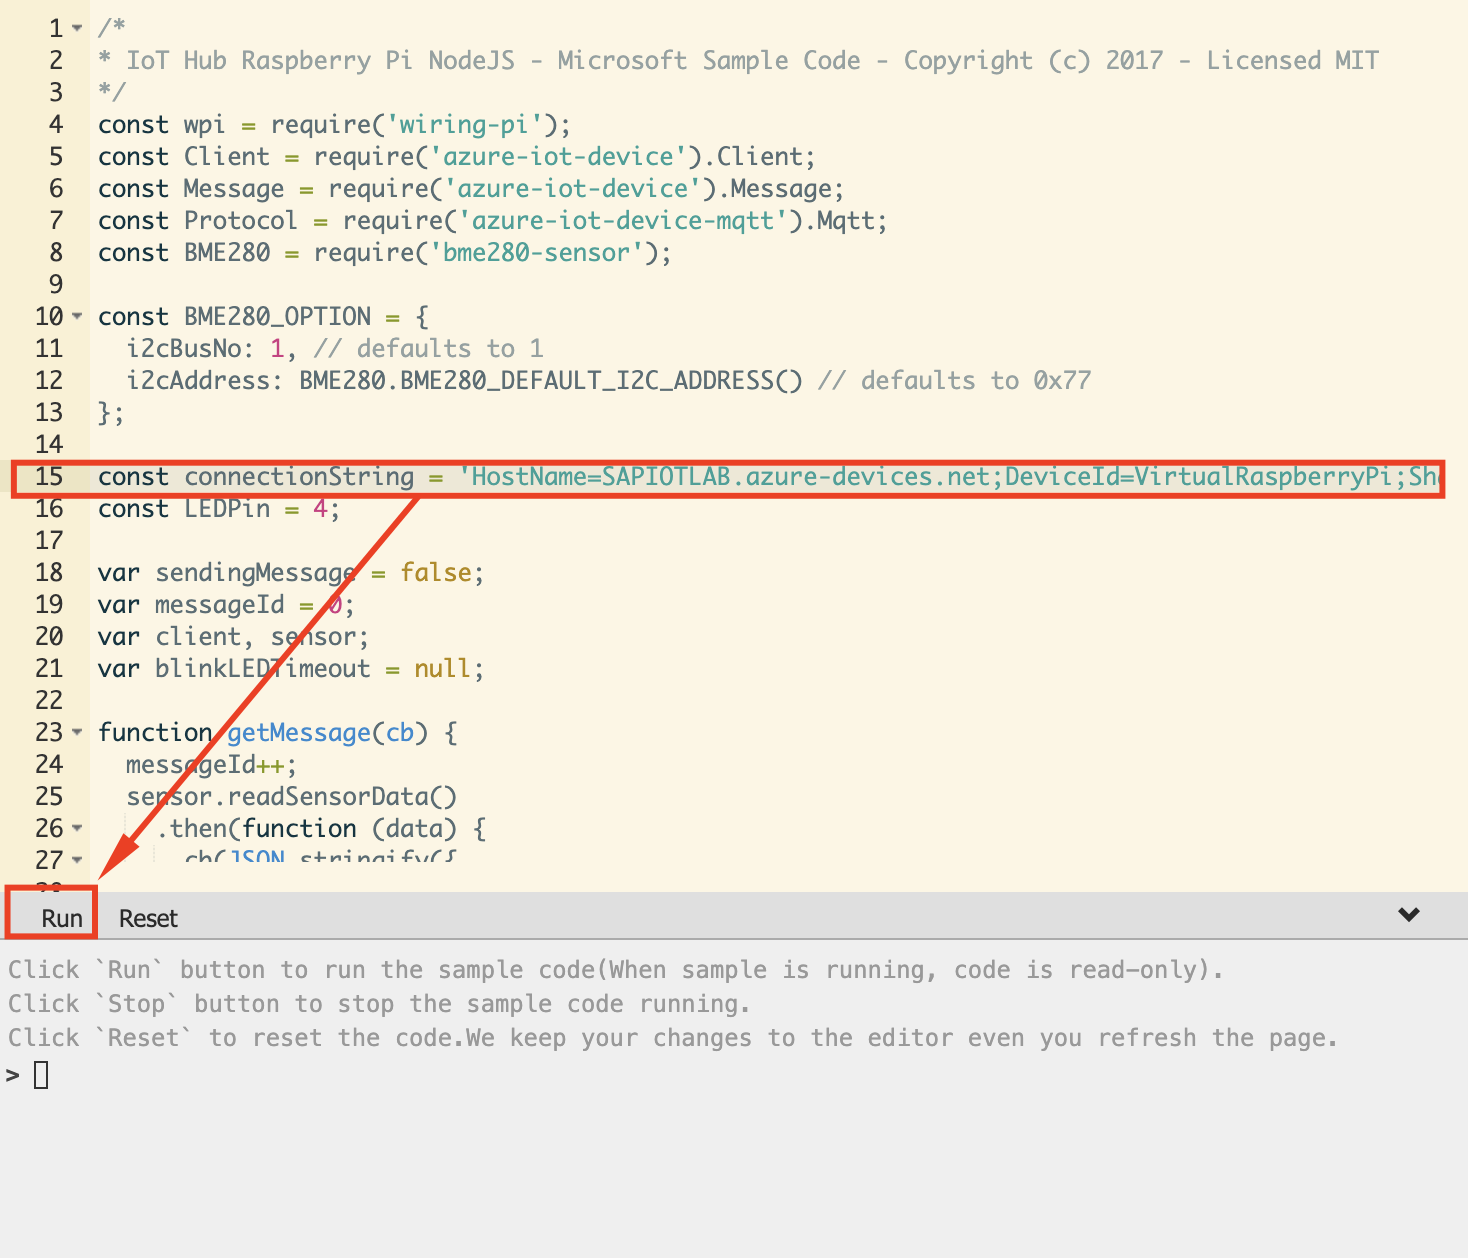 1 /*
2 * IoT Hub Raspberry Pi NodeJS - Microsoft Sample Code - Copyright (c) 2017 - Licensed MIT
3 */
4 const wpi = require('wiring-pi');
5 const Client = require('azure-iot-device').Client;
6 const Message = require('azure-iot-device').Message;
7 const Protocol = require('azure-iot-device-mqtt').Mqtt;
8 const BME280 = require('bme280-sensor');
9
10 const BME280_OPTION = {
11 i2cBusNo: 1, // defaults to 1
12 i2cAddress: BME280.BME280_DEFAULT_I2C_ADDRESS() // defaults to 0x77
13 };
14
15 const connectionString = 'HostName=SAPIOTLAB.azure-devices.net;DeviceId=VirtualRaspberryPi;Sh
16 const LEDPin = 4;
17
18 var sendingMessage = false;
19 var messageId = 0;
20 var client, sensor;
21 var blinkLEDTimeout = null;
22
23 function getMessage(cb) {
24 messageId++;
25 sensor.readSensorData()
26 .then(function (data) {
27 cb(JSON.stringify({
Run Reset
Click `Run` button to run the sample code(When sample is running, code is read-only).
Click `Stop` button to stop the sample code running.
Click `Reset` to reset the code.We keep your changes to the editor even you refresh the page.
>